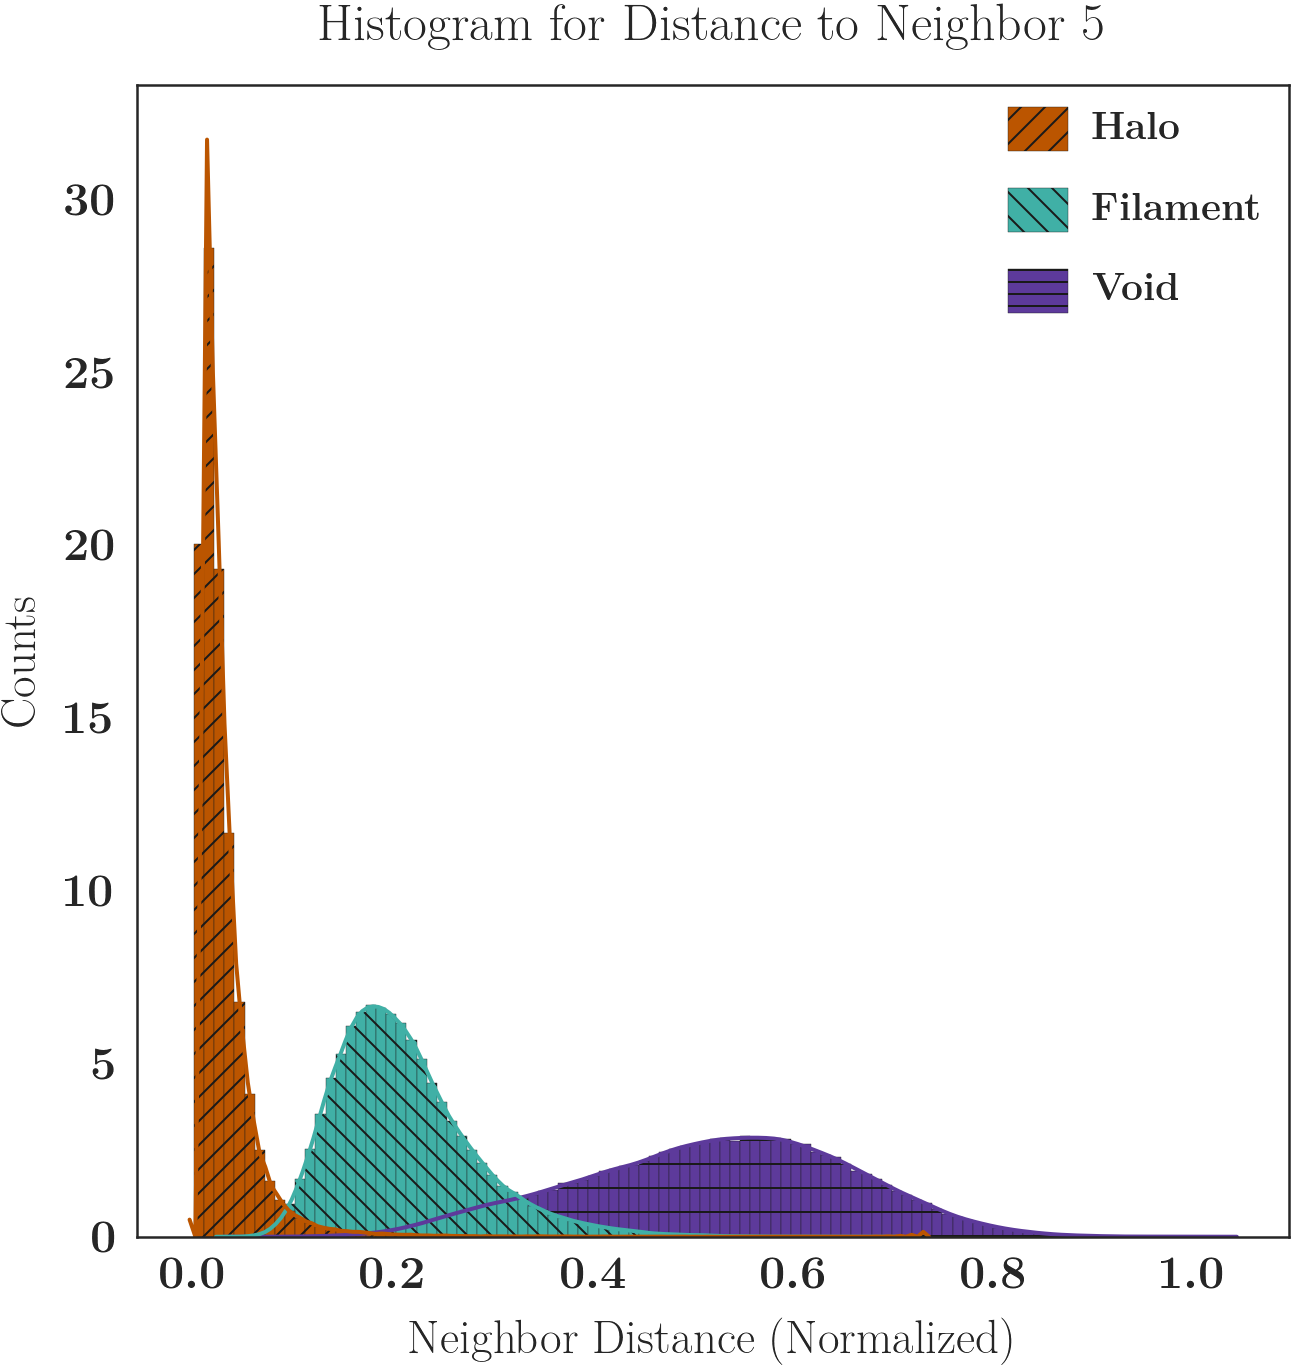 Histogram for Distance to Neighbor 5
Halo
Filament
Void
30
25
20
15
10
5
0
Counts
0.0 0.2 0.4 0.6 0.8 1.0
Neighbor Distance (Normalized)